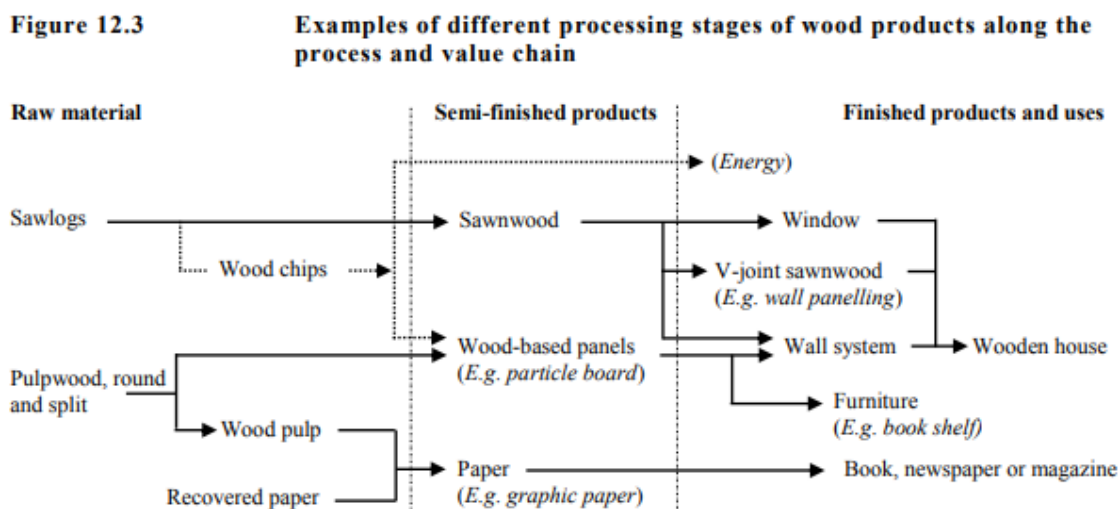 Figure 12.3 Examples of different processing stages of wood products along the
process and value chain
Raw material Semi-finished products Finished products and uses
(Energy)
Sawlogs Sawnwood Window
Wood chips V-joint sawnwood
(E.g. wall panelling)
Wood-based panels Wall system Wooden house
(E.g. particle board)
Pulpwood, round
and split
Furniture
(E.g. book shelf)
Wood pulp
Paper Book, newspaper or magazine
(E.g. graphic paper)
Recovered paper